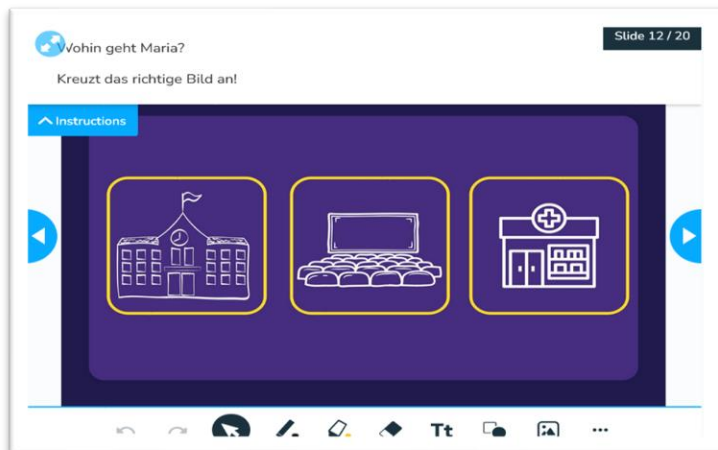 Wohin geht Maria?
Slide 12 / 20
Kreuzt das richtige Bild an!
Instructions
Tt